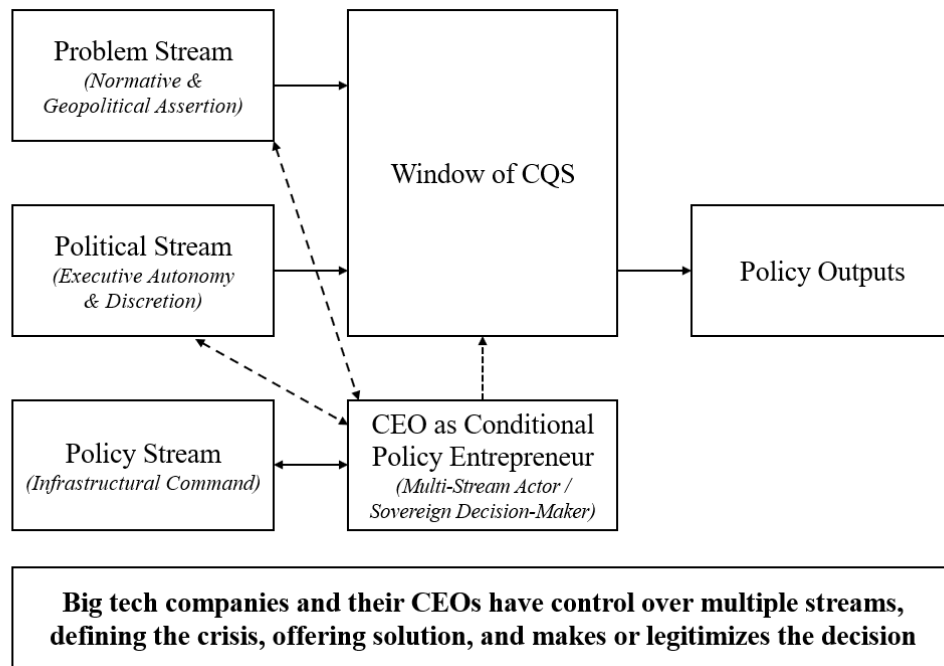 Problem Stream
(Normative &
Geopolitical Assertion)
Window of CQS
Political Stream
(Executive Autonomy
& Discretion)
Policy Outputs
Policy Stream
(Infrastructural Command)
CEO as Conditional
Policy Entrepreneur
(Multi-Stream Actor /
Sovereign Decision-Maker)
Big tech companies and their CEOs have control over multiple streams,
defining the crisis, offering solution, and makes or legitimizes the decision